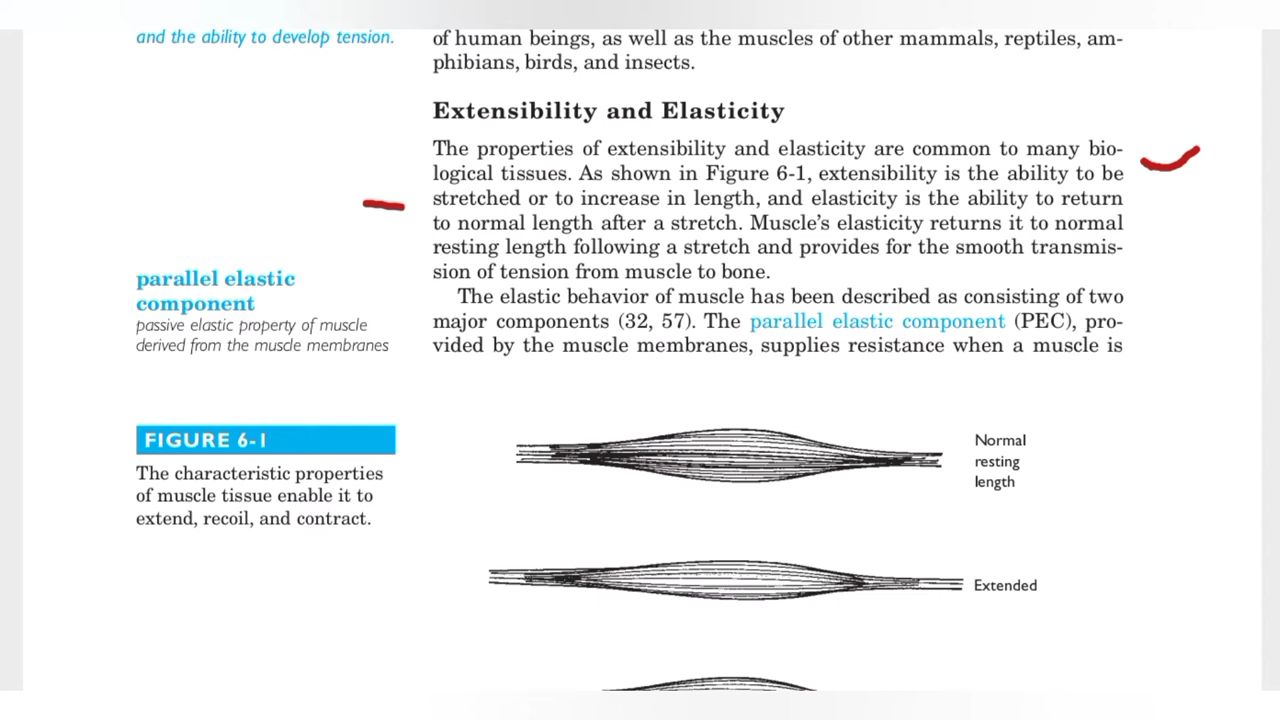 and the ability to develop tension.
of human beings, as well as the muscles of other mammals, reptiles, am-
phibians, birds, and insects.
Extensibility and Elasticity
The properties of extensibility and elasticity are common to many bio-
logical tissues. As shown in Figure 6-1, extensibility is the ability to be
stretched or to increase in length, and elasticity is the ability to return
to normal length after a stretch. Muscle’s elasticity returns it to normal
resting length following a stretch and provides for the smooth transmis-
sion of tension from muscle to bone.
The elastic behavior of muscle has been described as consisting of two
major components (32, 57). The parallel elastic component (PEC), pro-
vided by the muscle membranes, supplies resistance when a muscle is
parallel elastic
component
passive elastic property of muscle
derived from the muscle membranes
FIGURE 6-1
The characteristic properties
of muscle tissue enable it to
extend, recoil, and contract.
Normal
resting
length
Extended